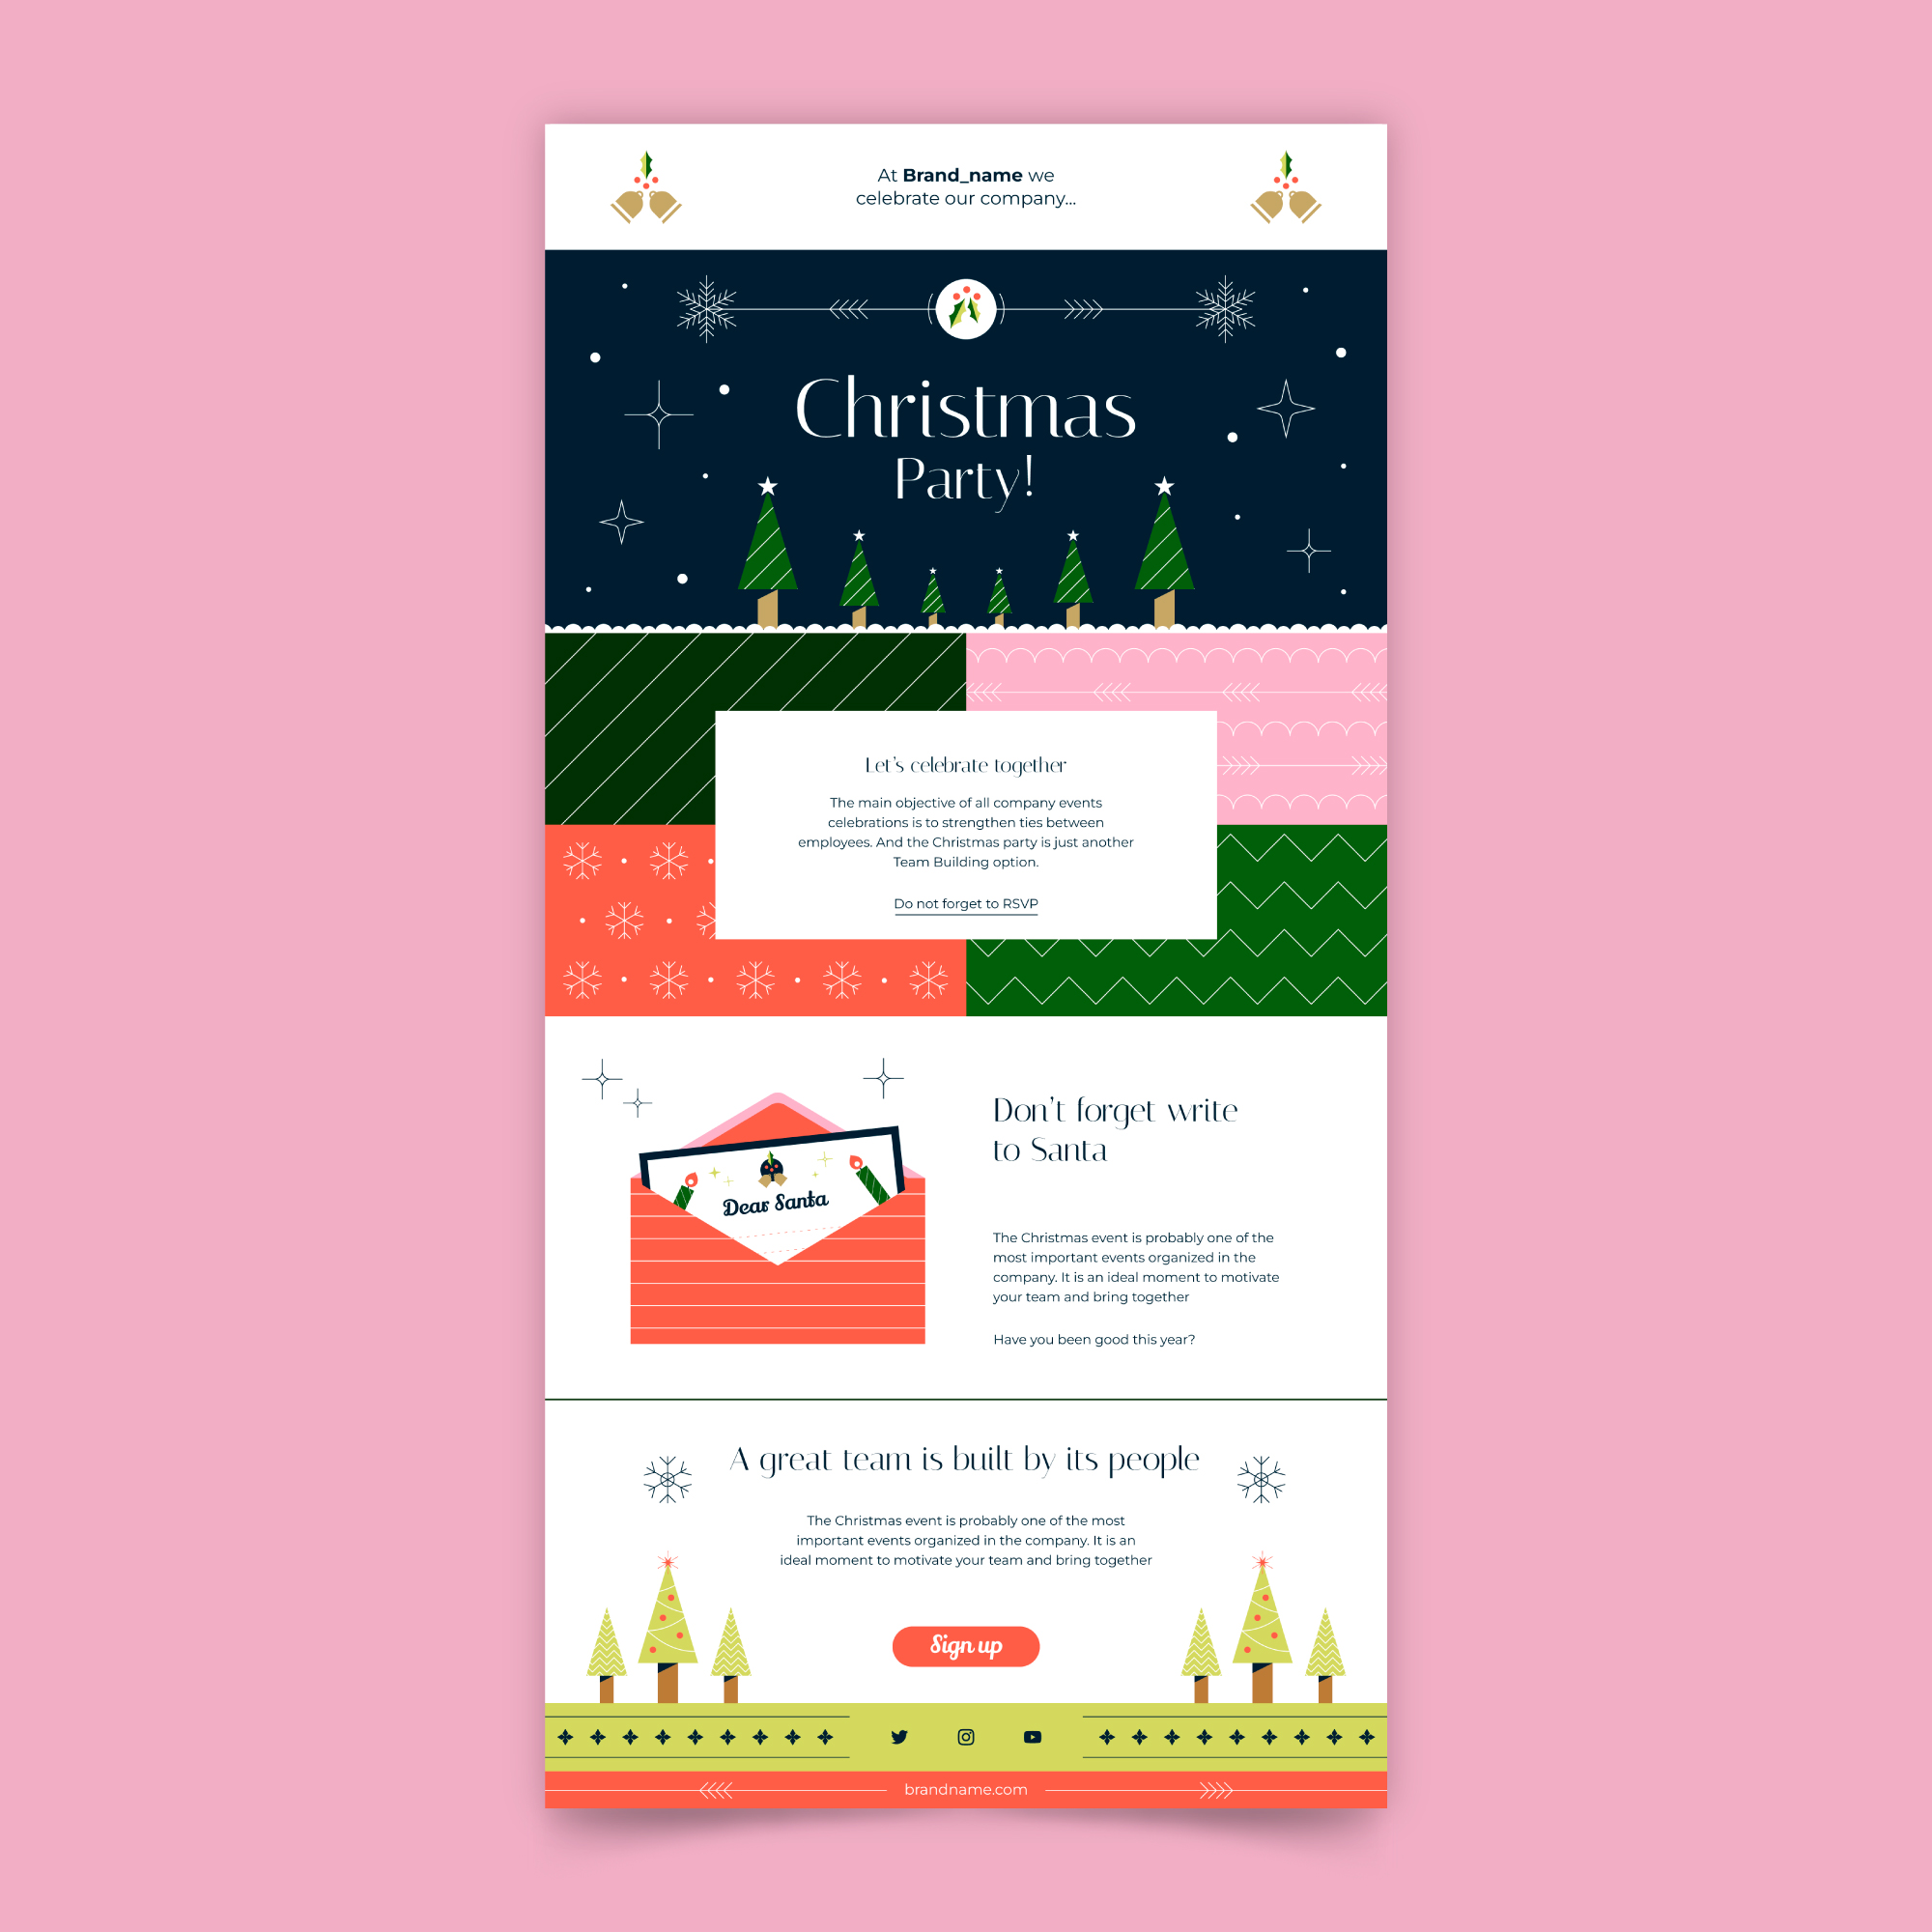 At Brand_name we
celebrate our company...
Christmas
Party!
Let's celebrate together
The main objective of all company events
celebrations is to strengthen ties between
employees. And the Christmas party is just another
Team Building option.
Do not forget to RSVP
Dear Santa
Don't forget write
to Santa
The Christmas event is probably one of the
most important events organized in the
company. It is an ideal moment to motivate
your team and bring together
Have you been good this year?
A great team is built by its people
The Christmas event is probably one of the most
important events organized in the company. It is an
ideal moment to motivate your team and bring together
Sign up
brandname.com